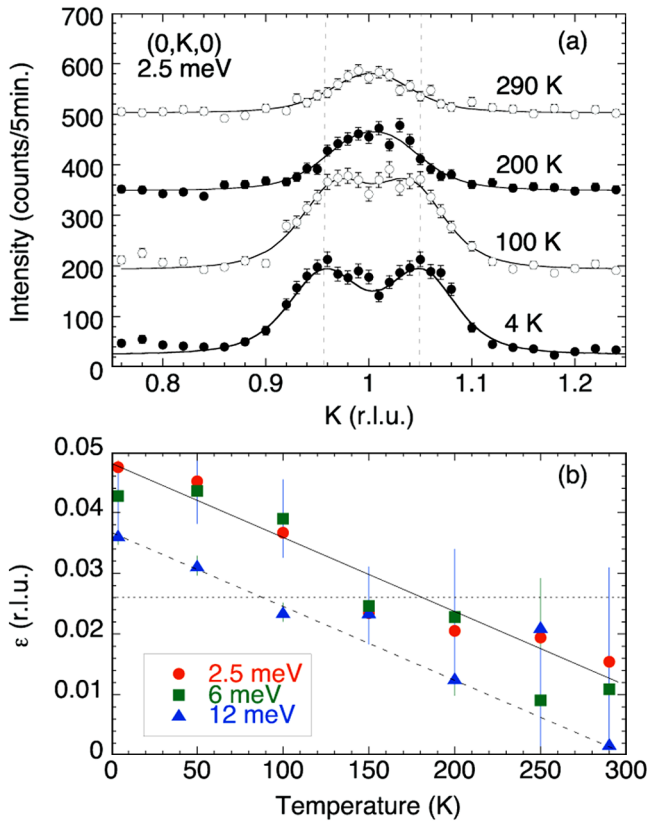 700
600
500
400
300
200
100
0
Intensity (counts/5min.)
(0,K,0)
2.5 meV
(a)
290 K
200 K
100 K
4 K
0.8 0.9 1 1.1 1.2
K (r.l.u.)
0.05
0.04
0.03
0.02
0.01
0
ε (r.l.u.)
(b)
2.5 meV
6 meV
12 meV
0 50 100 150 200 250 300
Temperature (K)